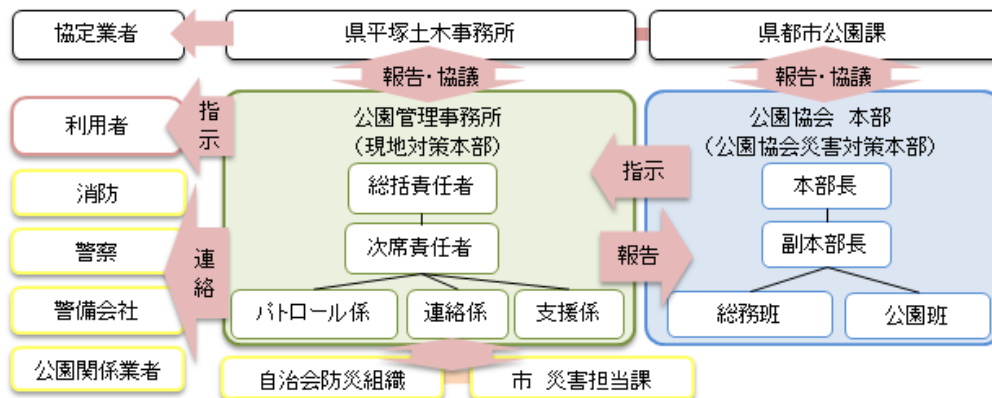 協定業者
県平塚土木事務所
県都市公園課
報告・協議
報告・協議
利用者
指示
公園管理事務所
（現地対策本部）
公園協会 本部
（公園協会災害対策本部）
指示
総括責任者
本部長
消防
次席責任者
報告
副本部長
警察
連絡
警備会社
パトロール係
連絡係
支援係
総務班
公園班
公園関係業者
自治会防災組織
市 災害担当課